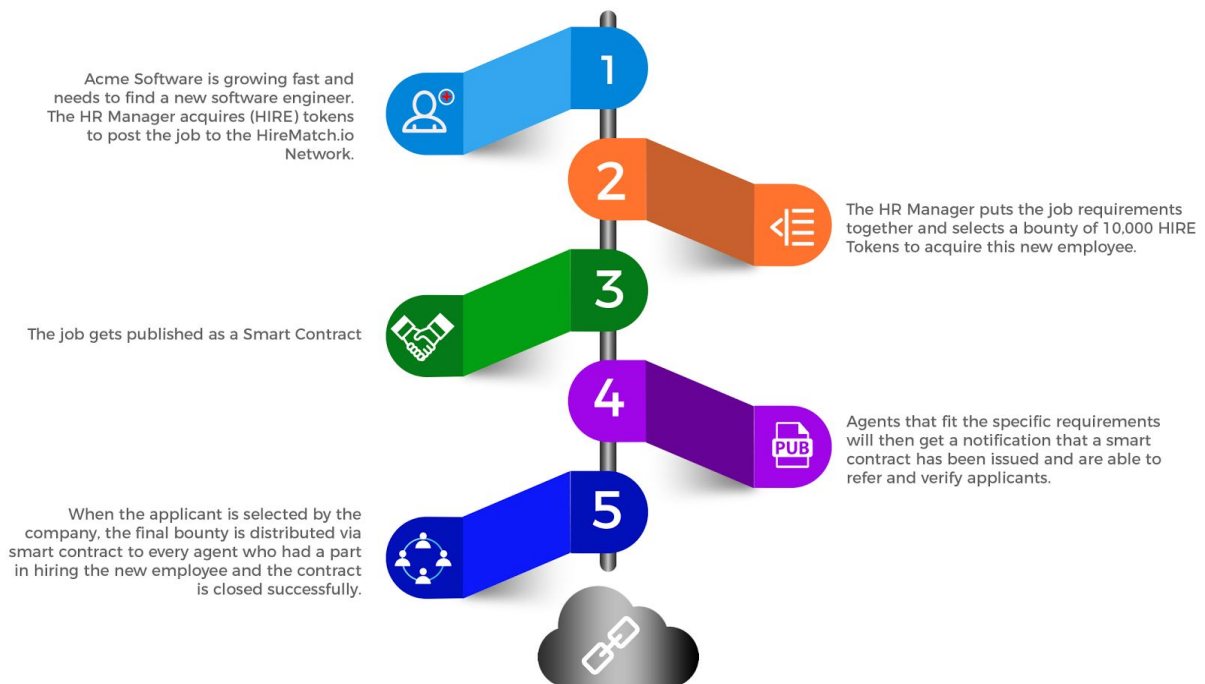 1
Acme Software is growing fast and
needs to find a new software engineer.
The HR Manager acquires (HIRE) tokens
to post the job to the HireMatch.io
Network.
2
The HR Manager puts the job requirements
together and selects a bounty of 10,000 HIRE
Tokens to acquire this new employee.
3
The job gets published as a Smart Contract
4
PUB
Agents that fit the specific requirements
will then get a notification that a smart
contract has been issued and are able to
refer and verify applicants.
5
When the applicant is selected by the
company, the final bounty is distributed via
smart contract to every agent who had a part
in hiring the new employee and the contract
is closed successfully.